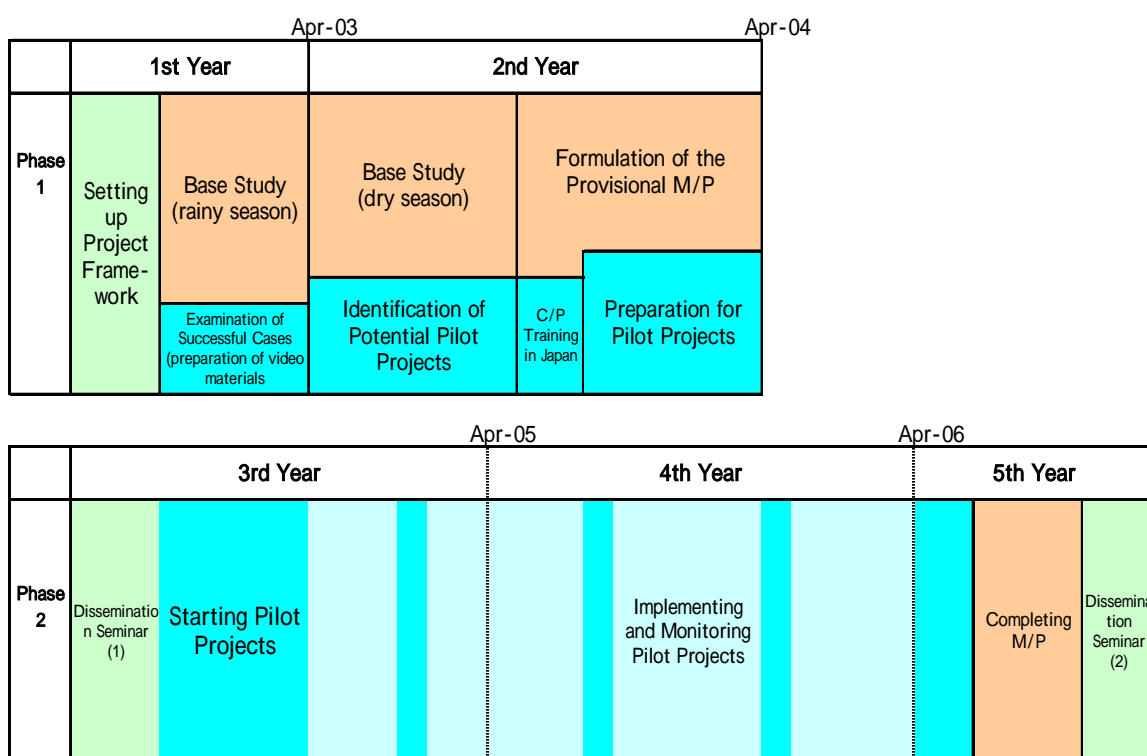 Apr-03
Apr-04
1st Year
2nd Year
Phase
1
Setting
up
Project
Frame-
work
Base Study
(rainy season)
Examination of
Successful Cases
(preparation of video
materials
Base Study
(dry season)
Identification of
Potential Pilot
Projects
Formulation of the
Provisional M/P
C/P
Training
in Japan
Preparation for
Pilot Projects
Apr-05
Apr-06
3rd Year
4th Year
5th Year
Phase
2
Disseminatio
n Seminar
(1)
Starting Pilot
Projects
Implementing
and Monitoring
Pilot Projects
Completing
M/P
Dissemina
tion
Seminar
(2)